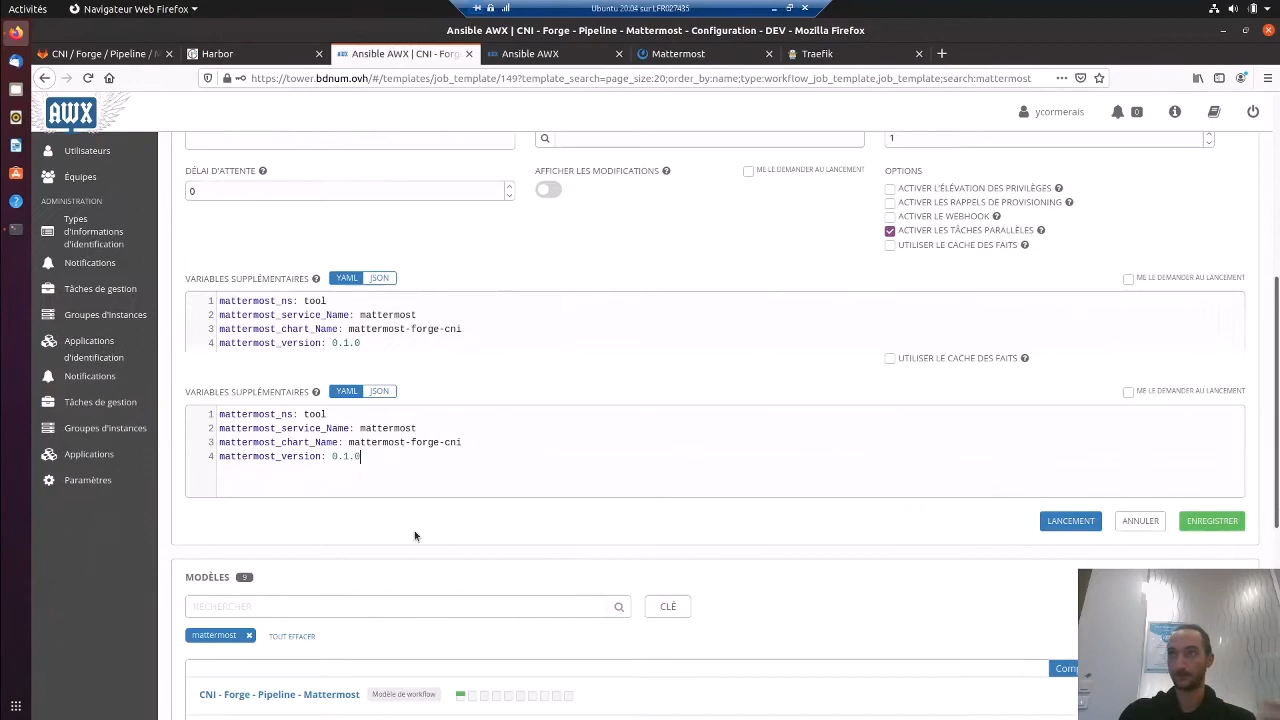 Activités
Navigateur Web Firefox
Ubuntu 20:04 on LFR027435
Ansible AWX | CNI - Forge - Pipeline - Mattermost - Configuration - DEV - Mozilla Firefox
CNI / Forge / Pipeline / M
Harbor
Ansible AWX | CNI - Forg
Ansible AWX
Mattermost
Traefik
https://tower.bdnum.ovh/#/templates/job_template/149?template_search=page_size:20;order_by:name;type:workflow_job_template,job_template;search:mattermost
AWX
ycormerais
0
Utilisateurs
Équipes
ADMINISTRATION
Types
d'informations
d'identification
Notifications
Tâches de gestion
Groupes d'instances
Applications
d'identification
Notifications
Tâches de gestion
Groupes d'instances
Applications
Paramètres
1
DÉLAI D'ATTENTE
AFFICHER LES MODIFICATIONS
ME LE DEMANDER AU LANCEMENT
OPTIONS
0
ACTIVER L'ÉLÉVATION DES PRIVILÈGES
ACTIVER LES RAPPELS DE PROVISIONING
ACTIVER LE WEBHOOK
ACTIVER LES TÂCHES PARALLÈLES
UTILISER LE CACHE DES FAITS
VARIABLES SUPPLÉMENTAIRES YAML JSON
ME LE DEMANDER AU LANCEMENT
1 mattermost_ns: tool
2 mattermost_service_Name: mattermost
3 mattermost_chart_Name: mattermost-forge-cni
4 mattermost_version: 0.1.0
UTILISER LE CACHE DES FAITS
VARIABLES SUPPLÉMENTAIRES YAML JSON
ME LE DEMANDER AU LANCEMENT
1 mattermost_ns: tool
2 mattermost_service_Name: mattermost
3 mattermost_chart_Name: mattermost-forge-cni
4 mattermost_version: 0.1.0
LANCEMENT
ANNULER
ENREGISTRER
MODÈLES 9
RECHERCHER
CLÉ
mattermost
TOUT EFFACER
Comp
CNI - Forge - Pipeline - Mattermost
Modèle de workflow